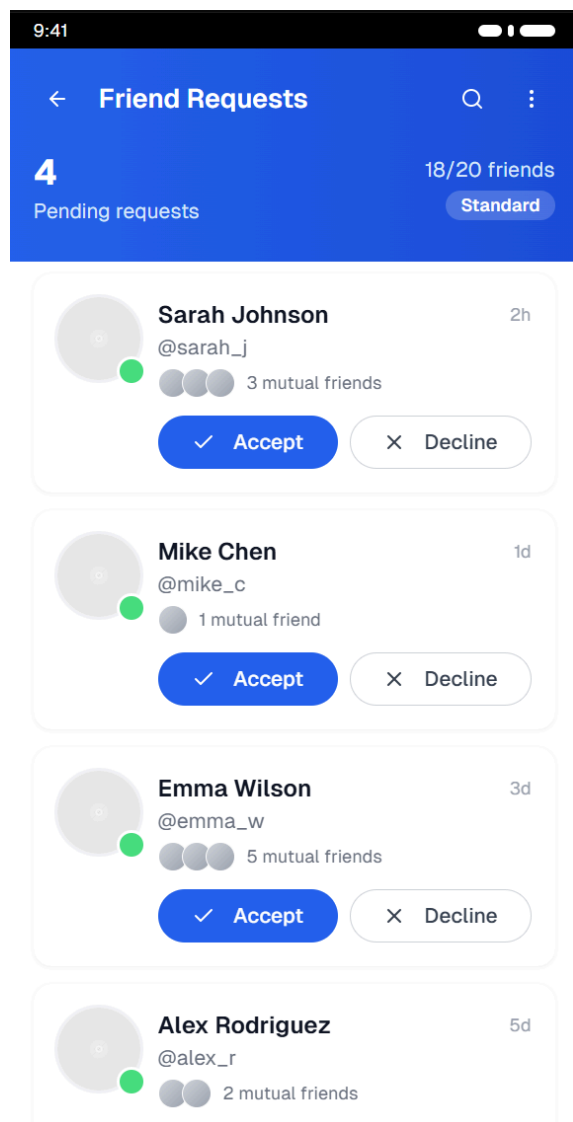 9:41
Friend Requests
4
18/20 friends
Pending requests
Standard
Sarah Johnson
2h
@sarah_j
3 mutual friends
Accept
Decline
Mike Chen
1d
@mike_c
1 mutual friend
Accept
Decline
Emma Wilson
3d
@emma_w
5 mutual friends
Accept
Decline
Alex Rodriguez
5d
@alex_r
2 mutual friends